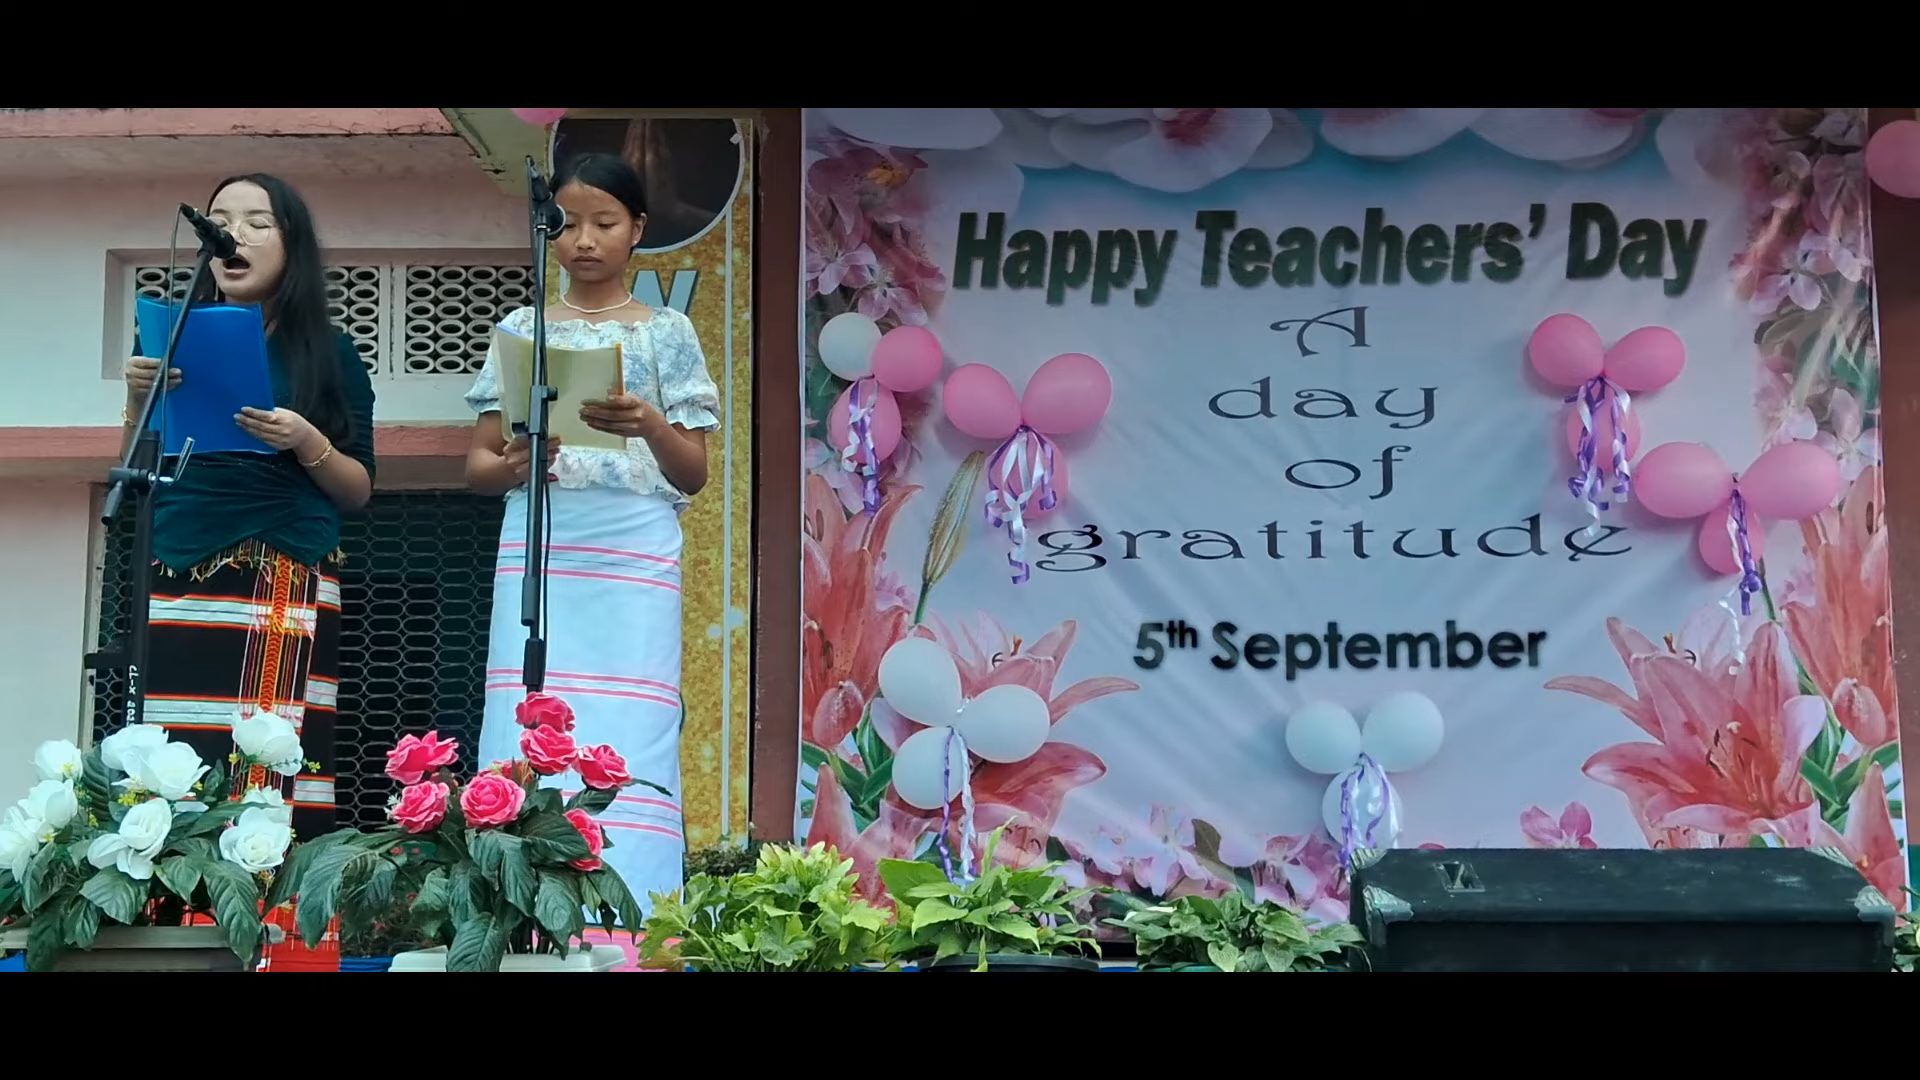 Happy Teachers' Day
A
day
of
gratitude
5th September
W